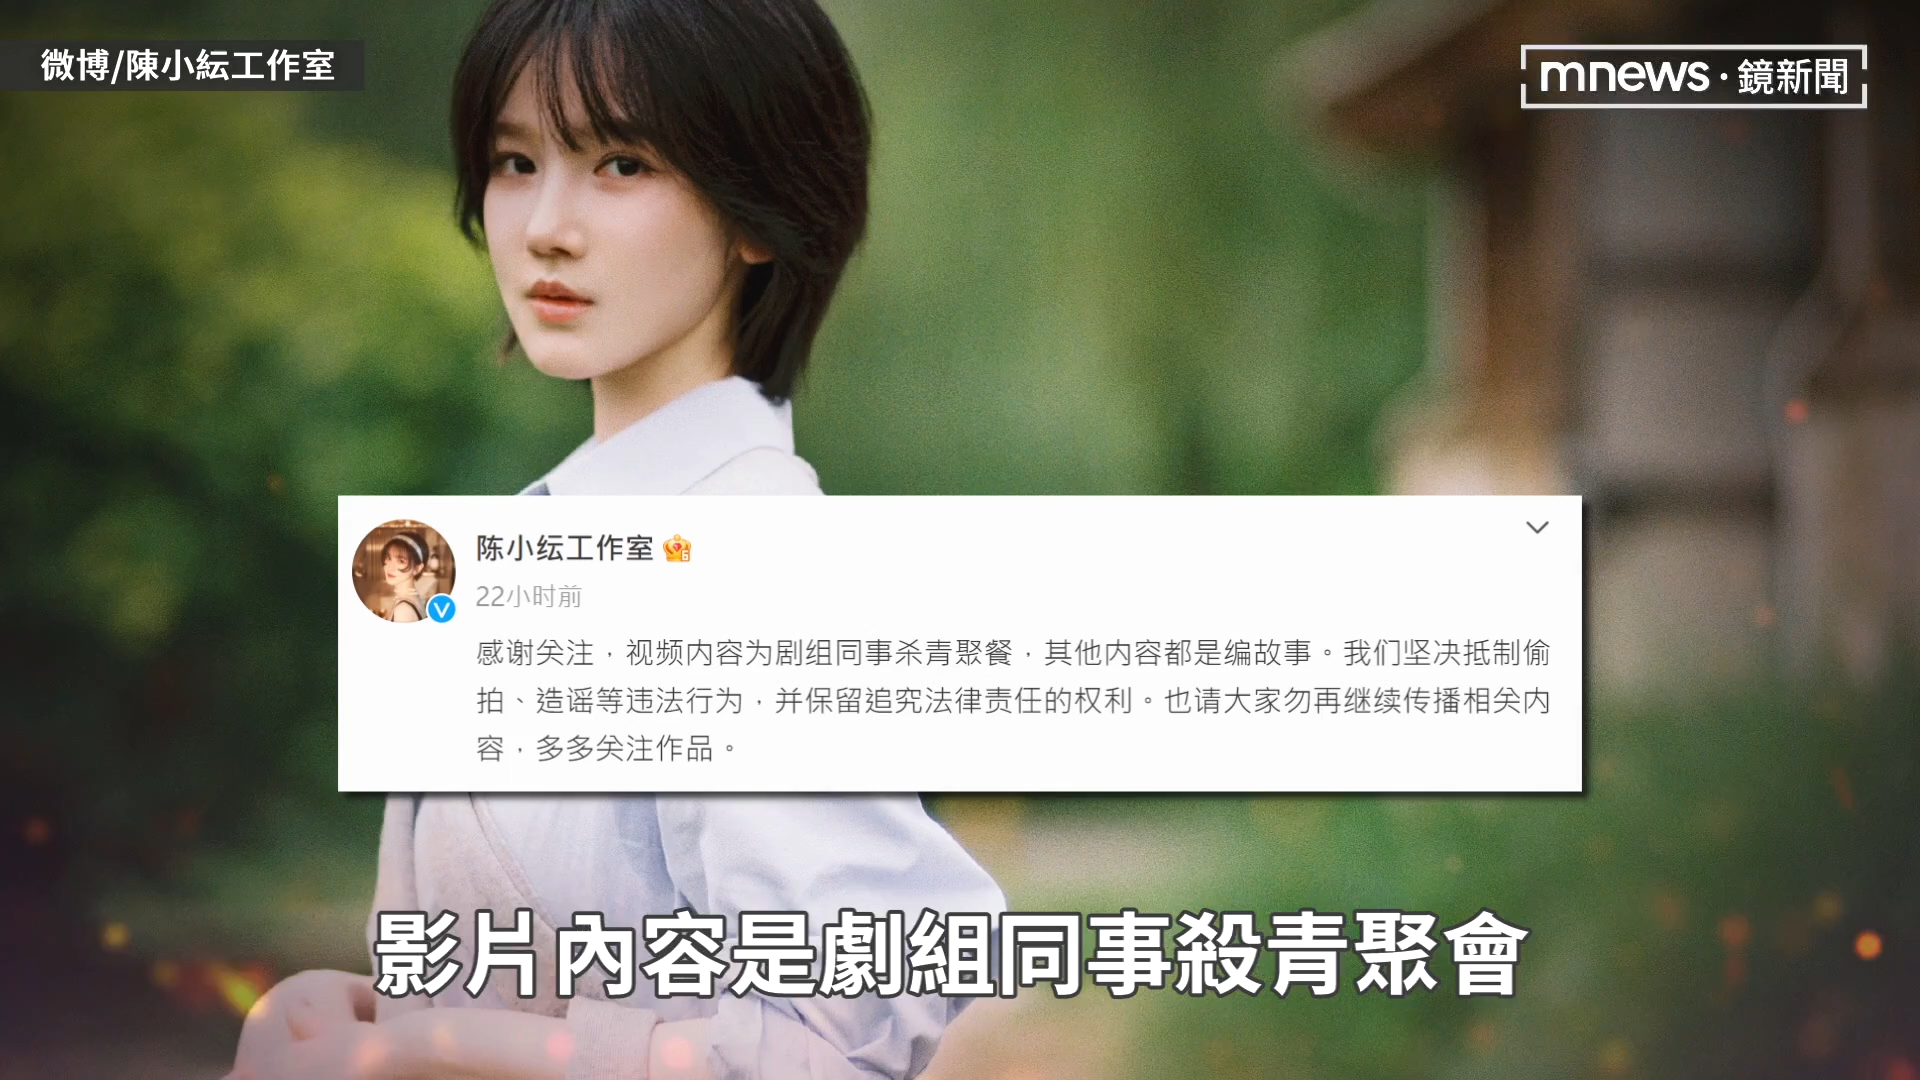 微博/陳小紜工作室
mnews·鏡新聞
陈小纭工作室
22小时前
感谢关注，视频内容为剧组同事杀青聚餐，其他内容都是编故事。我们坚决抵制偷
拍、造谣等违法行为，并保留追究法律责任的权利。也请大家勿再继续传播相关内
容，多多关注作品。
影片內容是劇組同事殺青聚會